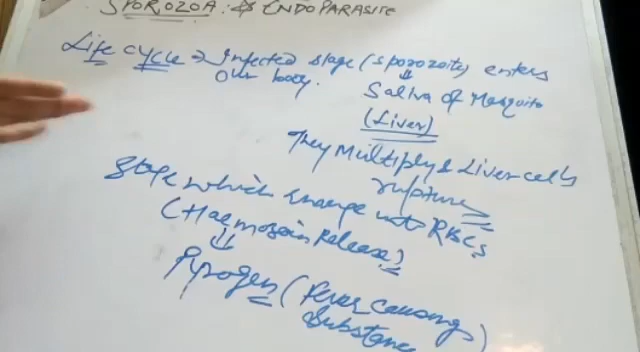 SPOROZOA: ENDOPARASITE
Life cycle → Infected stage (Sporozoite) enters
Our body.
Saliva of Mosquito
(Liver)
They Multiply & Liver cells
rupture
Stage which change into RBCs
(Haemozoin Release)
Pyrogen (Fever causing
Substance)